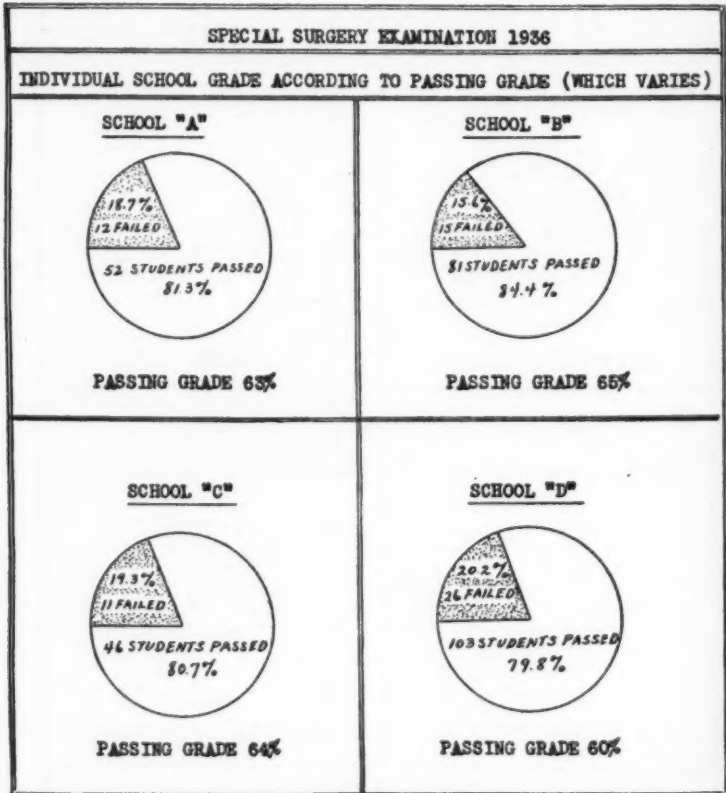 SPECIAL SURGERY EXAMINATION 1936
INDIVIDUAL SCHOOL GRADE ACCORDING TO PASSING GRADE (WHICH VARIES)
SCHOOL "A"
18.7%
12 FAILED
52 STUDENTS PASSED
81.3%
PASSING GRADE 63%
SCHOOL "B"
15.6%
15 FAILED
81 STUDENTS PASSED
84.4%
PASSING GRADE 65%
SCHOOL "C"
19.3%
11 FAILED
46 STUDENTS PASSED
80.7%
PASSING GRADE 64%
SCHOOL "D"
20.2%
26 FAILED
103 STUDENTS PASSED
79.8%
PASSING GRADE 60%